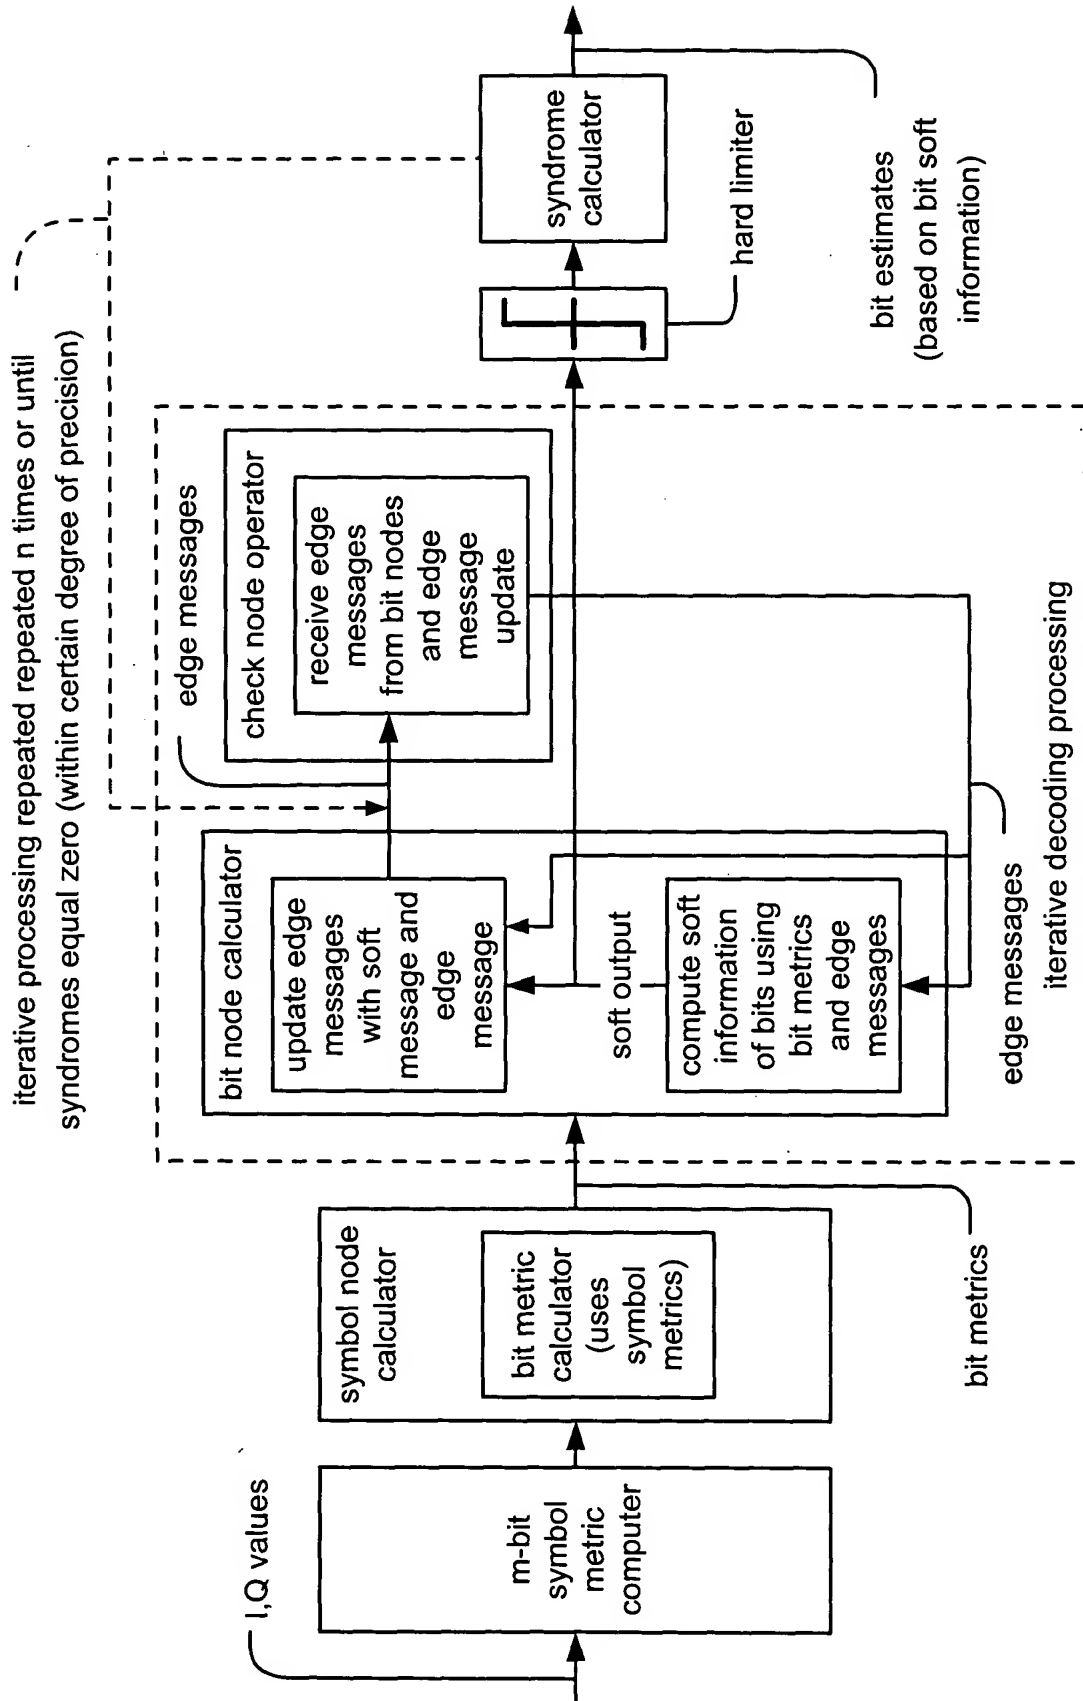 iterative processing repeated repeated n times or until
syndromes equal zero (within certain degree of precision)
I,Q values
m-bit
symbol
metric
computer
symbol node
calculator
bit metric
calculator
(uses
symbol
metrics)
bit metrics
bit node calculator
update edge
messages
with soft
message and
edge
message
soft output
compute soft
information
of bits using
bit metrics
and edge
messages
edge messages
check node operator
receive edge
messages
from bit nodes
and edge
message
update
edge messages
iterative decoding processing
hard limiter
syndrome
calculator
bit estimates
(based on bit soft
information)